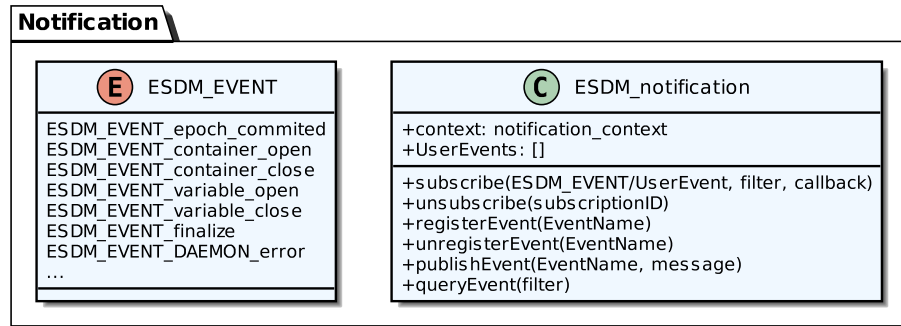 Notification
E ESDM_EVENT
ESDM_EVENT_epoch_commited
ESDM_EVENT_container_open
ESDM_EVENT_container_close
ESDM_EVENT_variable_open
ESDM_EVENT_variable_close
ESDM_EVENT_finalize
ESDM_EVENT_DAEMON_error
...
C ESDM_notification
+context: notification_context
+UserEvents: []
+subscribe(ESDM_EVENT/UserEvent, filter, callback)
+unsubscribe(subscriptionID)
+registerEvent(EventName)
+unregisterEvent(EventName)
+publishEvent(EventName, message)
+queryEvent(filter)